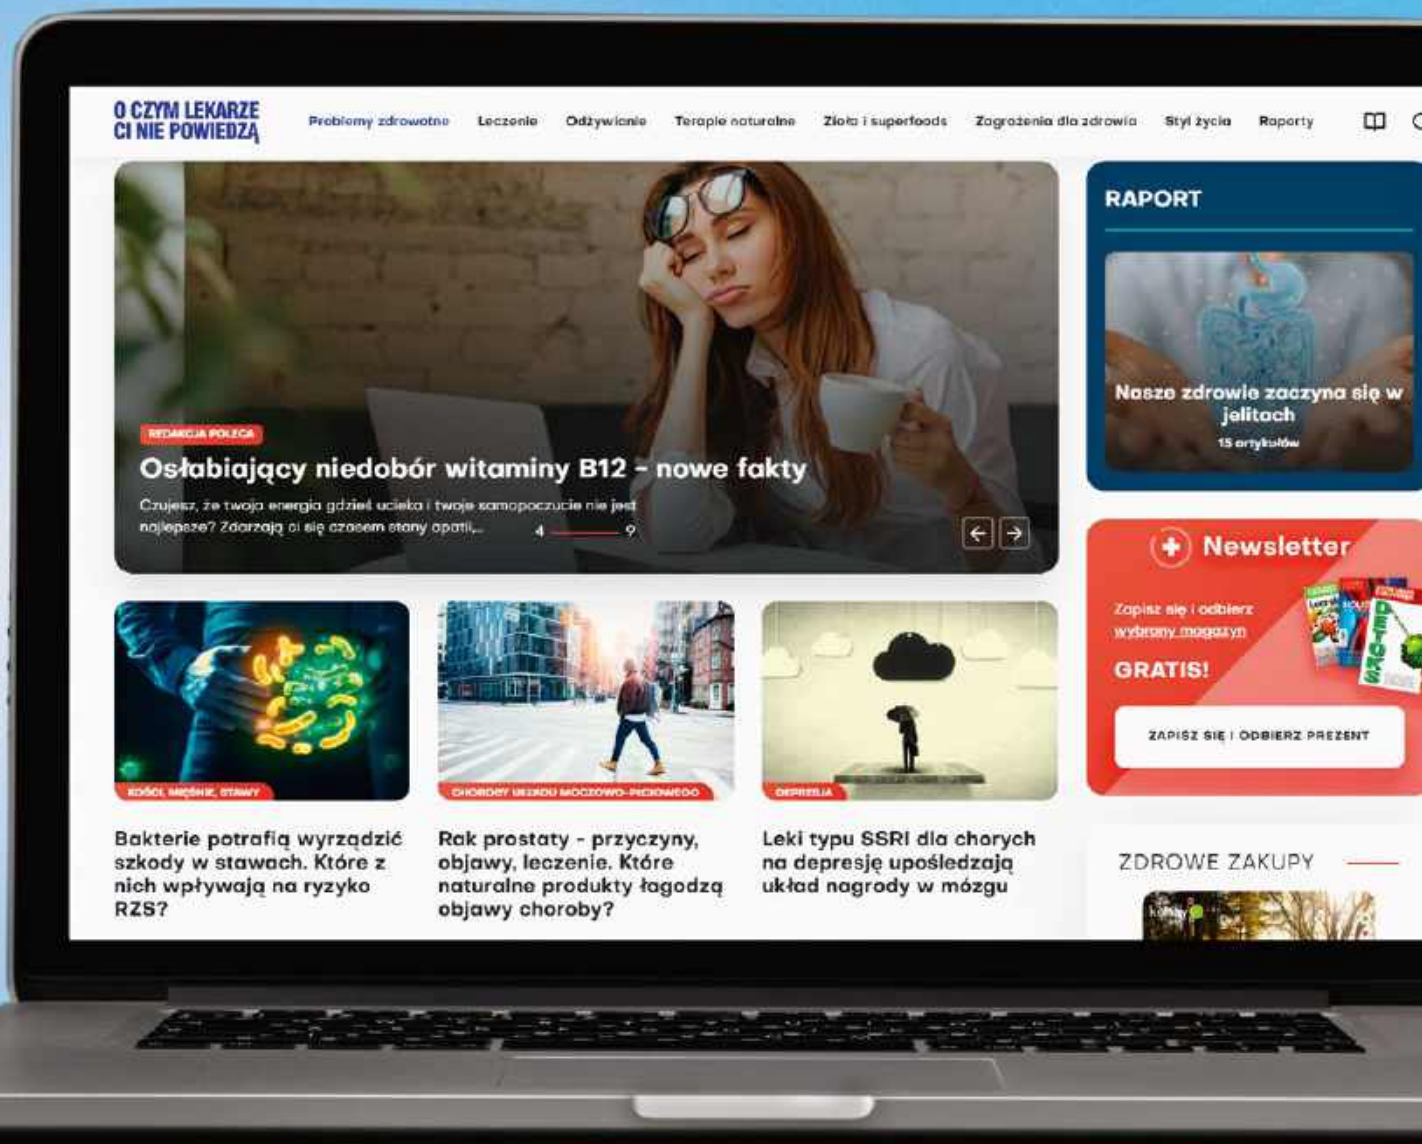 O CZYM LEKARZE
CI NIE POWIEDZĄ
Problemy zdrowotne Leczenie Odżywianie Terapie naturalne Zioła i superfoods Zagrożenia dla zdrowia Styl życia Raporty
REDAKCJA POLECA
Osłabiający niedobór witaminy B12 - nowe fakty
Czujesz, że twoja energia gdzieś ucieka i twoje samopoczucie nie jest
najlepsze? Zdarzają ci się czasem stany apatii,...
4 9
RAPORT
Nasze zdrowie zaczyna się w
jelitach
15 artykułów
Newsletter
Zapisz się i odbierz
wybrany magazyn
GRATIS!
DETOKS
ZAPISZ SIĘ I ODBIERZ PREZENT
KOŚCI, MIĘŚNIE, STAWY
Bakterie potrafią wyrządzić
szkody w stawach. Które z
nich wpływają na ryzyko
RZS?
CHOROBY UKŁADU MOCZOWO-PŁCIOWEGO
Rak prostaty - przyczyny,
objawy, leczenie. Które
naturalne produkty łagodzą
objawy choroby?
DEPRESJA
Leki typu SSRI dla chorych
na depresję upośledzają
układ nagrody w mózgu
ZDROWE ZAKUPY